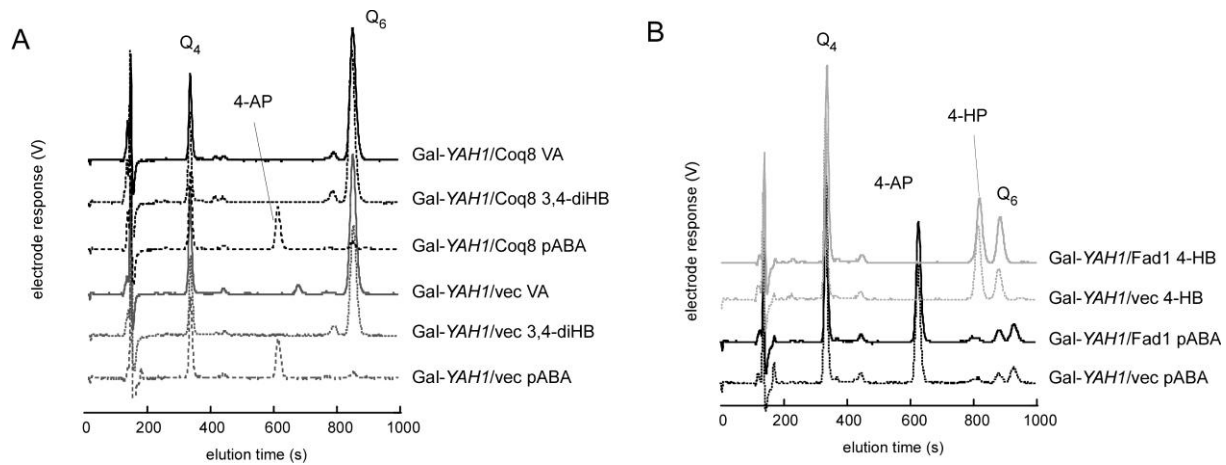 A
Q4
Q6
4-AP
electrode response (V)
Gal-YAH1/Coq8 VA
Gal-YAH1/Coq8 3,4-diHB
Gal-YAH1/Coq8 pABA
Gal-YAH1/vec VA
Gal-YAH1/vec 3,4-diHB
Gal-YAH1/vec pABA
0 200 400 600 800 1000
elution time (s)
B
Q4
4-HP
4-AP
Q6
electrode response (V)
Gal-YAH1/Fad1 4-HB
Gal-YAH1/vec 4-HB
Gal-YAH1/Fad1 pABA
Gal-YAH1/vec pABA
0 200 400 600 800 1000
elution time (s)